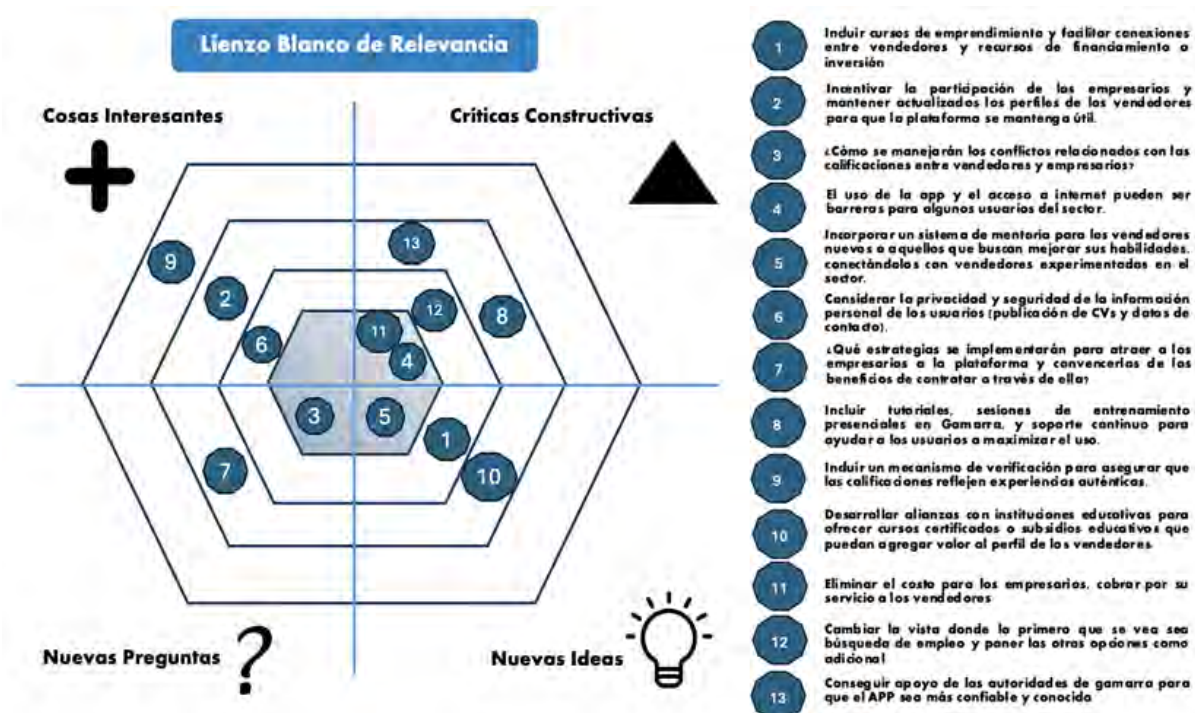 Lienzo Blanco de Relevancia
Cosas Interesantes
Críticas Constructivas
9
2
6
13
12
11
8
4
3
5
1
7
10
Nuevas Preguntas
?
Nuevas Ideas
1
Induir cursos de emprendimiento y facilitar conexiones
entre vendedores y recursos de financiamiento o
inversión
2
Incentivar la participación de los empresarios y
mantener actualizados los perfiles de los vendedores
para que la plataforma se mantenga útil.
3
¿Cómo se manejarán los conflictos relacionados con las
calificaciones entre vendedores y empresarios?
4
El uso de la app y el acceso a internet pueden ser
barreras para algunos usuarios del sector.
5
Incorporar un sistema de mentoría para los vendedores
nuevos o aquellos que buscan mejorar sus habilidades,
conectándolos con vendedores experimentados en el
sector.
6
Considerar la privacidad y seguridad de la información
personal de los usuarios (publicación de CVs y datos de
contacto).
7
¿Qué estrategias se implementarán para atraer a los
empresarios a la plataforma y convencerlos de los
beneficios de contratar a través de ella?
8
Incluir tutoriales, sesiones de entrenamiento
presenciales en Gamarra, y soporte continuo para
ayudar a los usuarios a maximizar el uso.
9
Induir un mecanismo de verificación para asegurar que
las calificaciones reflejen experiencias auténticas.
10
Desarrollar alianzas con instituciones educativas para
ofrecer cursos certificados o subsidios educativos que
puedan agregar valor al perfil de los vendedores
11
Eliminar el costo para los empresarios, cobrar por su
servicio a los vendedores
12
Cambiar la vista donde lo primero que se vea sea
búsqueda de empleo y poner las otras opciones como
adicional
13
Conseguir apoyo de las autoridades de gamarra para
que el APP sea más confiable y conocida